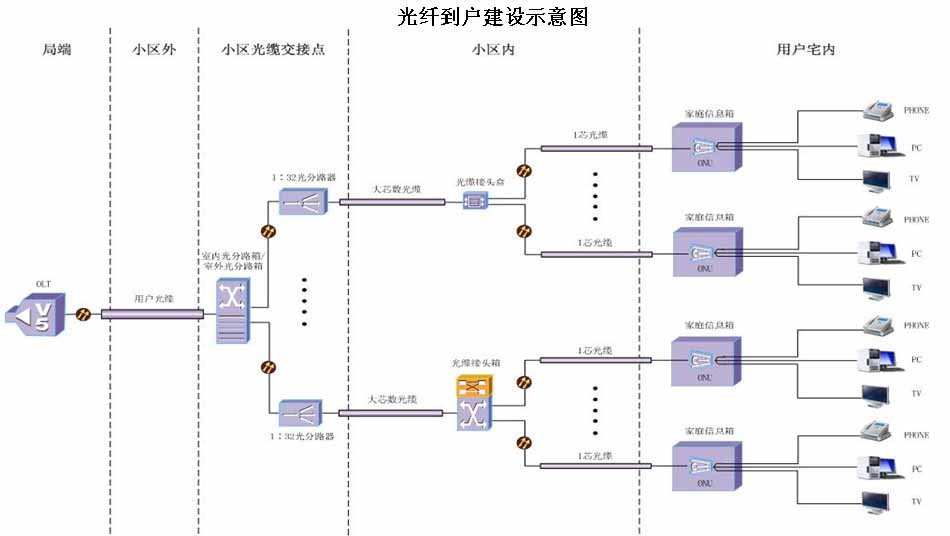 光纤到户建设示意图
局端
小区外
小区光缆交接点
小区内
用户宅内
家庭信息箱
PHONE
1芯光缆
PC
ONU
1:32光分路器
大芯数光缆
光缆接头盒
TV
家庭信息箱
PHONE
1芯光缆
PC
室内光分路箱/
室外光分路箱
ONU
OLT
用户光缆
TV
V5
家庭信息箱
PHONE
1芯光缆
光缆接头箱
PC
ONU
大芯数光缆
TV
1:32光分路器
家庭信息箱
PHONE
1芯光缆
PC
ONU
TV